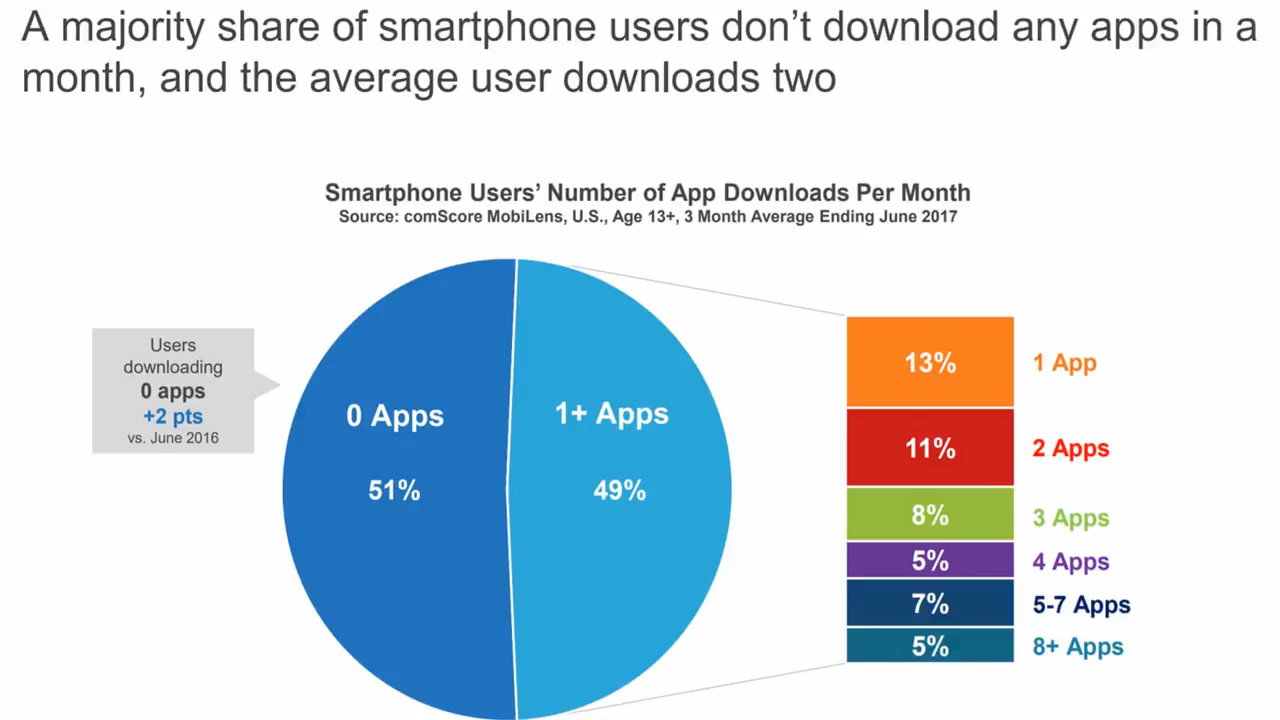 A majority share of smartphone users don’t download any apps in a
month, and the average user downloads two
Smartphone Users’ Number of App Downloads Per Month
Source: comScore MobiLens, U.S., Age 13+, 3 Month Average Ending June 2017
Users
downloading
0 apps
+2 pts
vs. June 2016
0 Apps
51%
1+ Apps
49%
13% 1 App
11% 2 Apps
8% 3 Apps
5% 4 Apps
7% 5-7 Apps
5% 8+ Apps